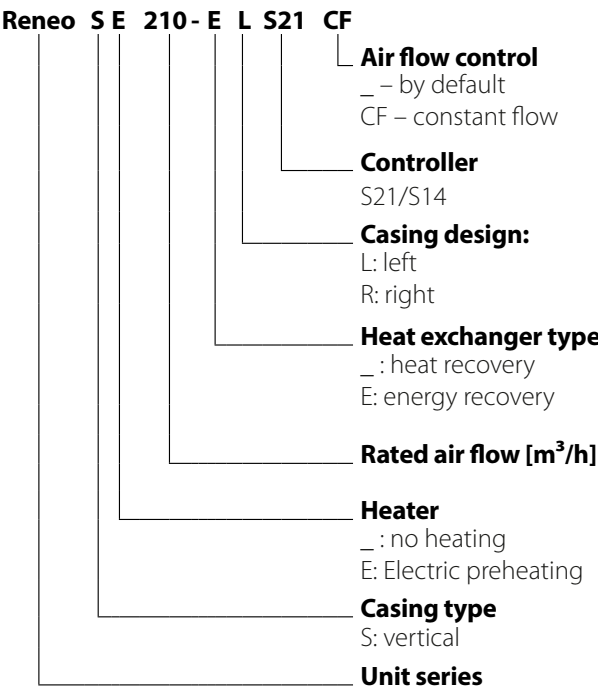 Reneo S E 210 - E L S21 CF
Air flow control
_ – by default
CF – constant flow
Controller
S21/S14
Casing design:
L: left
R: right
Heat exchanger type
_ : heat recovery
E: energy recovery
Rated air flow [m³/h]
Heater
_ : no heating
E: Electric preheating
Casing type
S: vertical
Unit series